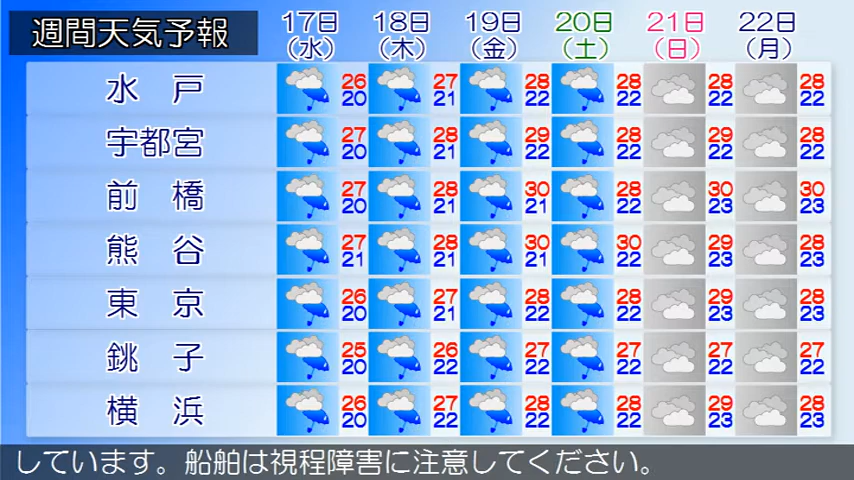 週間天気予報 17日 18日 19日 20日 21日 22日
(水) (木) (金) (土) (日) (月)
水戸 26 27 28 28 28 28
20 21 22 22 22 22
宇都宮 27 28 29 28 29 28
20 21 22 22 22 22
前橋 27 28 30 28 30 30
20 21 21 22 23 23
熊谷 27 28 30 30 29 28
21 21 21 22 23 23
東京 26 27 28 28 29 28
20 21 22 22 23 23
銚子 25 26 27 27 27 27
20 22 22 22 22 22
横浜 26 27 28 28 29 28
20 22 22 22 23 23
しています。船舶は視程障害に注意してください。